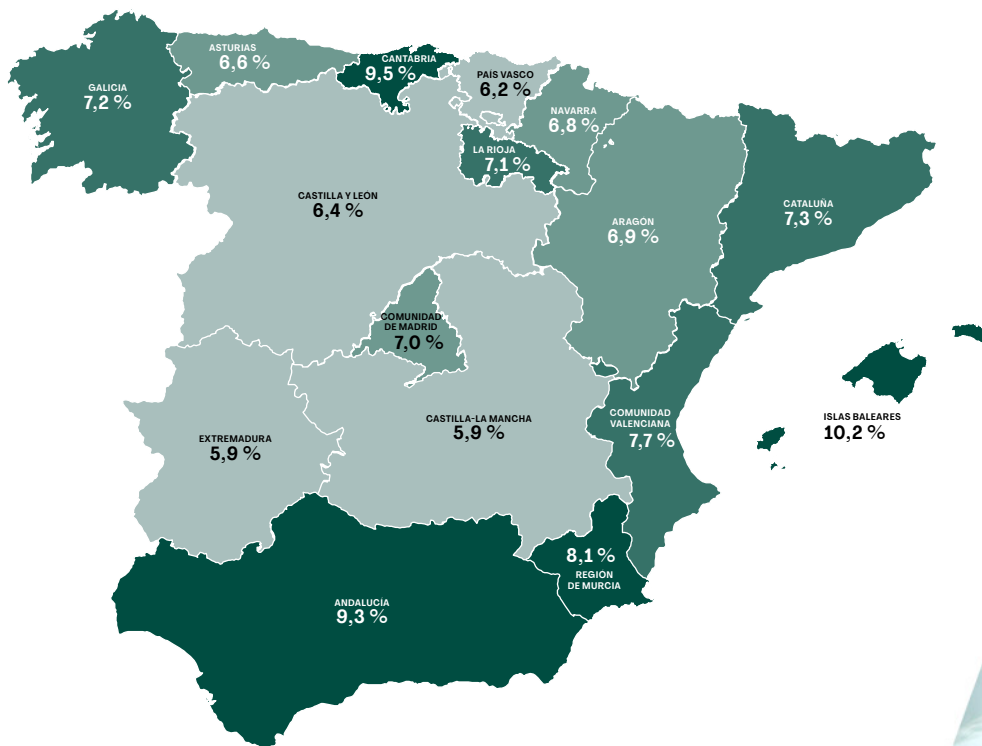 ASTURIAS
6,6 %
CANTABRIA
9,5 %
PAÍS VASCO
6,2 %
GALICIA
7,2 %
NAVARRA
6,8 %
LA RIOJA
7,1 %
CASTILLA Y LEÓN
6,4 %
ARAGÓN
6,9 %
CATALUÑA
7,3 %
COMUNIDAD
DE MADRID
7,0 %
EXTREMADURA
5,9 %
CASTILLA-LA MANCHA
5,9 %
COMUNIDAD
VALENCIANA
7,7 %
ISLAS BALEARES
10,2 %
8,1 %
REGIÓN
DE MURCIA
ANDALUCÍA
9,3 %